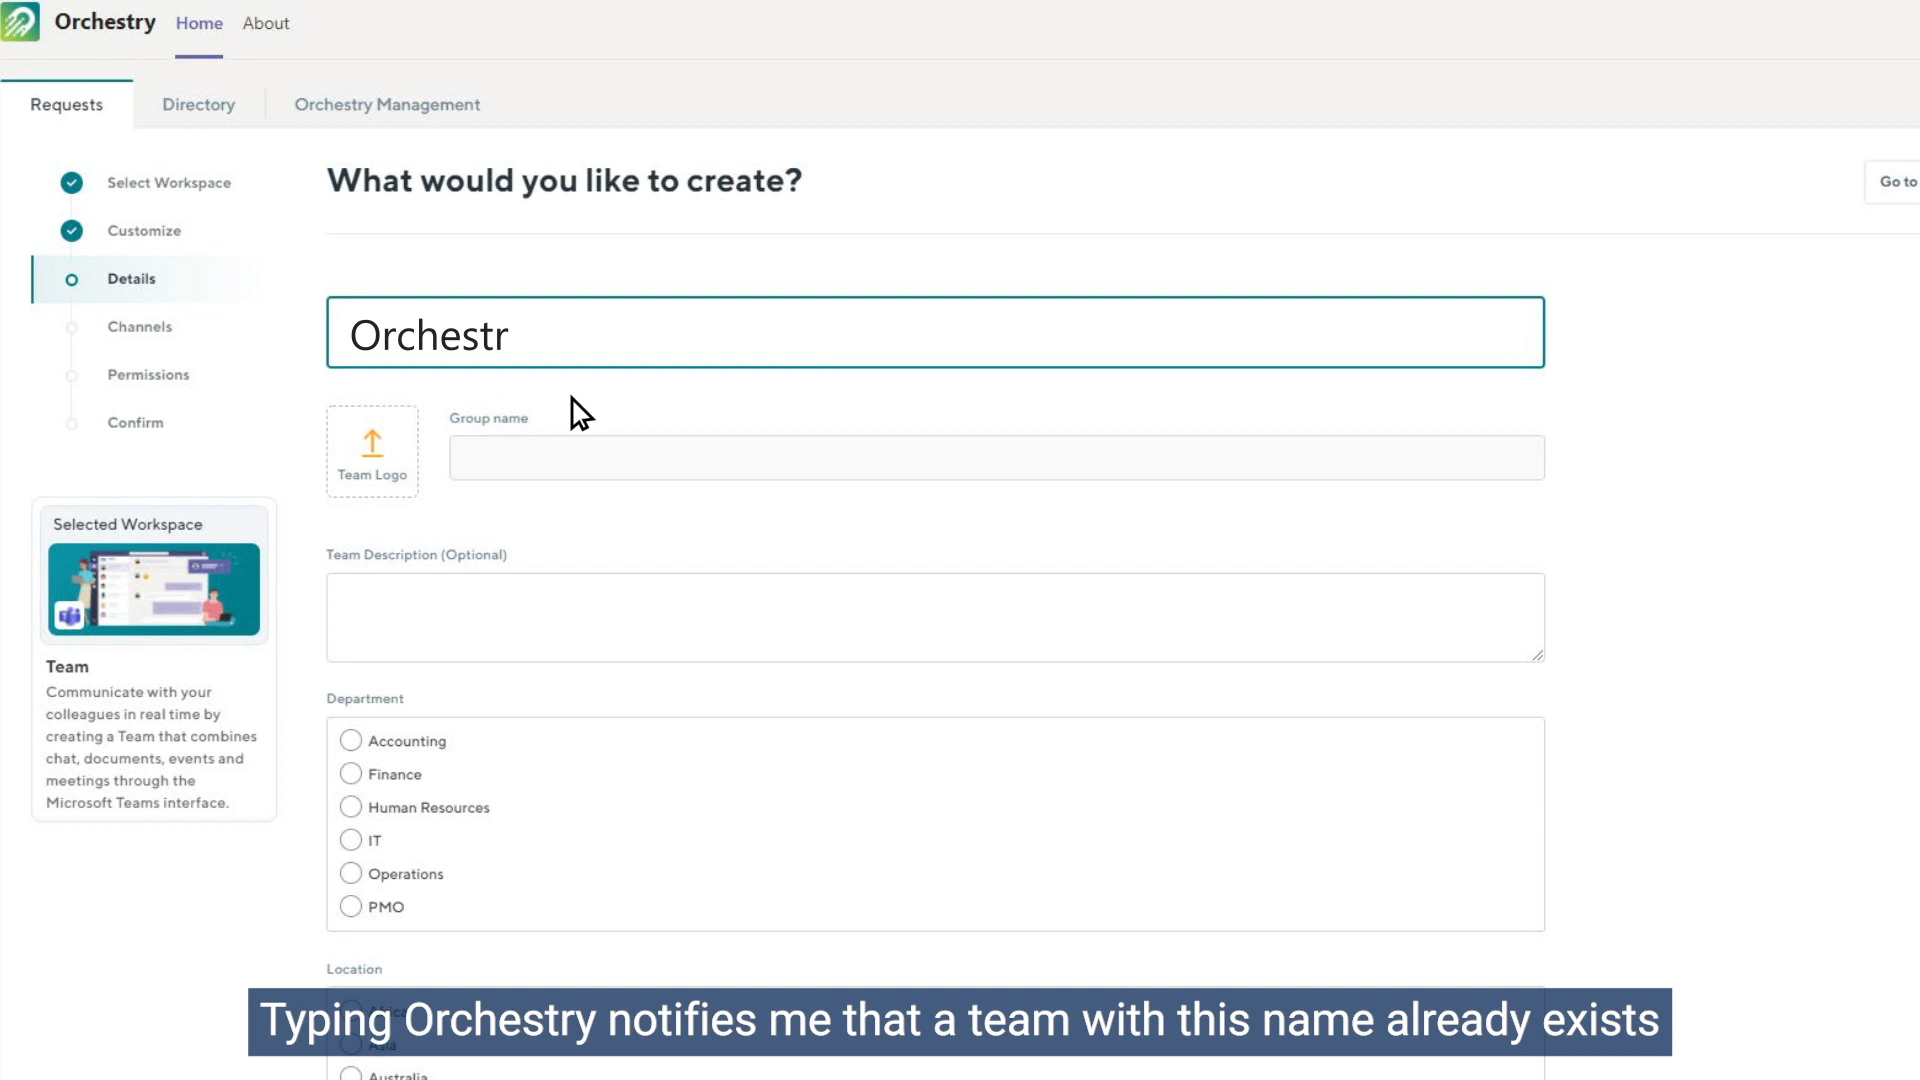 Orchestry
Home
About
Requests
Directory
Orchestry Management
Select Workspace
Customize
Details
Channels
Permissions
Confirm
Selected Workspace
Team
Communicate with your
colleagues in real time by
creating a Team that combines
chat, documents, events and
meetings through the
Microsoft Teams interface.
What would you like to create?
Go to
Orchestr
Team Logo
Group name
Team Description (Optional)
Department
Accounting
Finance
Human Resources
IT
Operations
PMO
Location
Africa
Asia
Australia
Typing Orchestry notifies me that a team with this name already exists